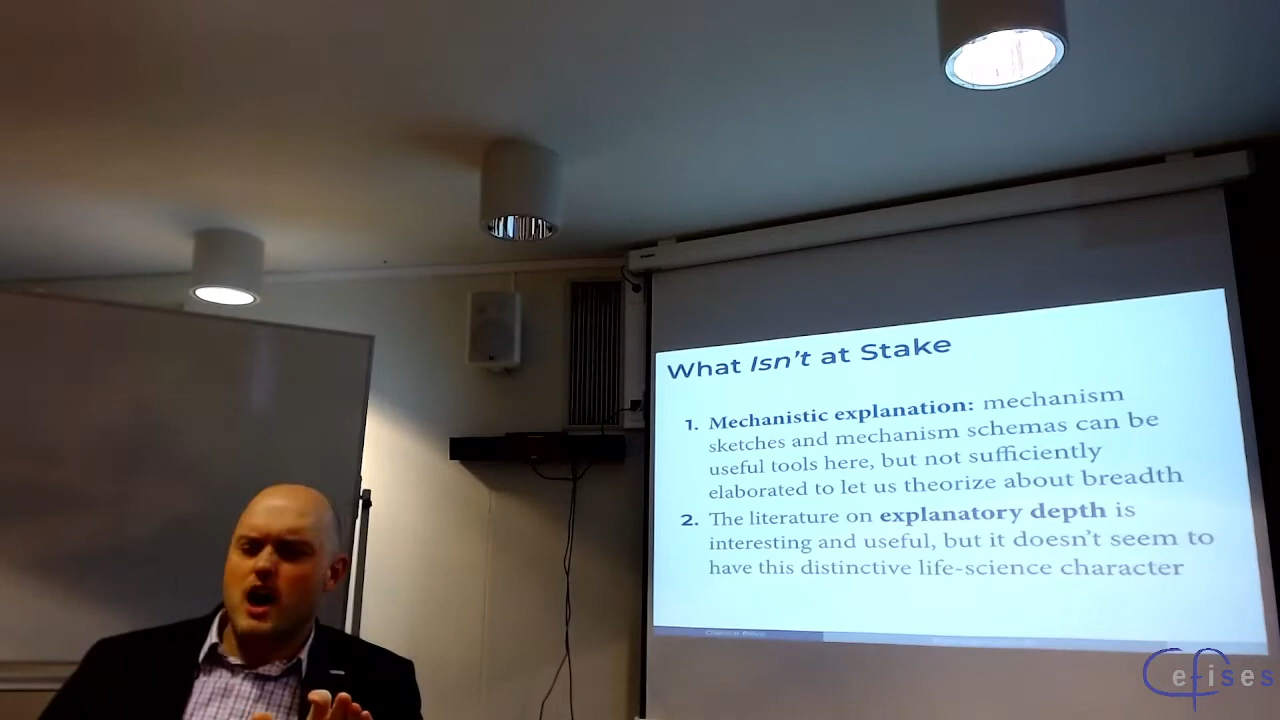 What Isn't at Stake
1. Mechanistic explanation: mechanism
sketches and mechanism schemas can be
useful tools here, but not sufficiently
elaborated to let us theorize about breadth
2. The literature on explanatory depth is
interesting and useful, but it doesn't seem to
have this distinctive life-science character
Cefises